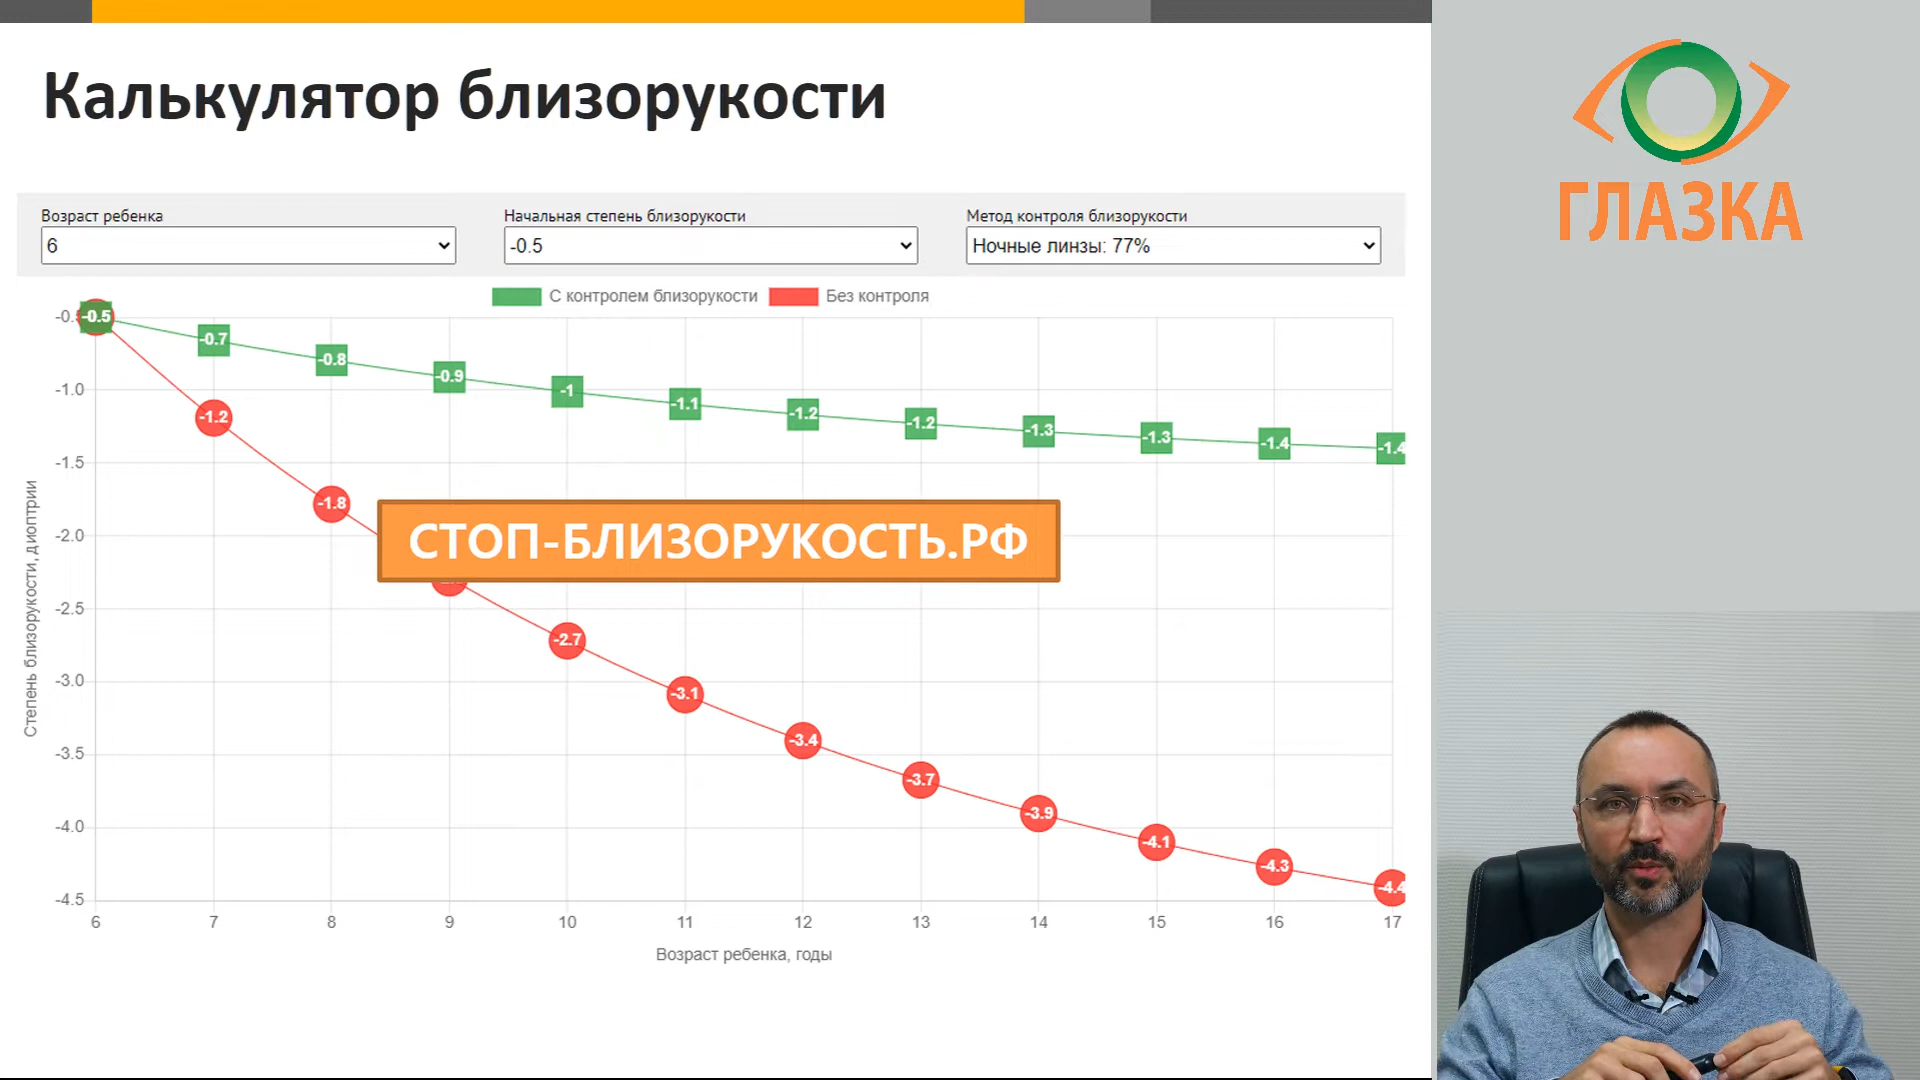 Калькулятор близорукости
ГЛАЗКА
Возраст ребенка
Начальная степень близорукости
Метод контроля близорукости
6
-0.5
Ночные линзы: 77%
С контролем близорукости
Без контроля
-0.5
-0.7
-0.8
-0.9
-1
-1.1
-1.2
-1.2
-1.3
-1.3
-1.4
-1.4
-1.2
-1.8
СТОП-БЛИЗОРУКОСТЬ.РФ
-2.7
-3.1
-3.4
-3.7
-3.9
-4.1
-4.3
-4.4
-1.0
-1.5
-2.0
-2.5
-3.0
-3.5
-4.0
-4.5
Степень близорукости, диоптрии
6 7 8 9 10 11 12 13 14 15 16 17
Возраст ребенка, годы